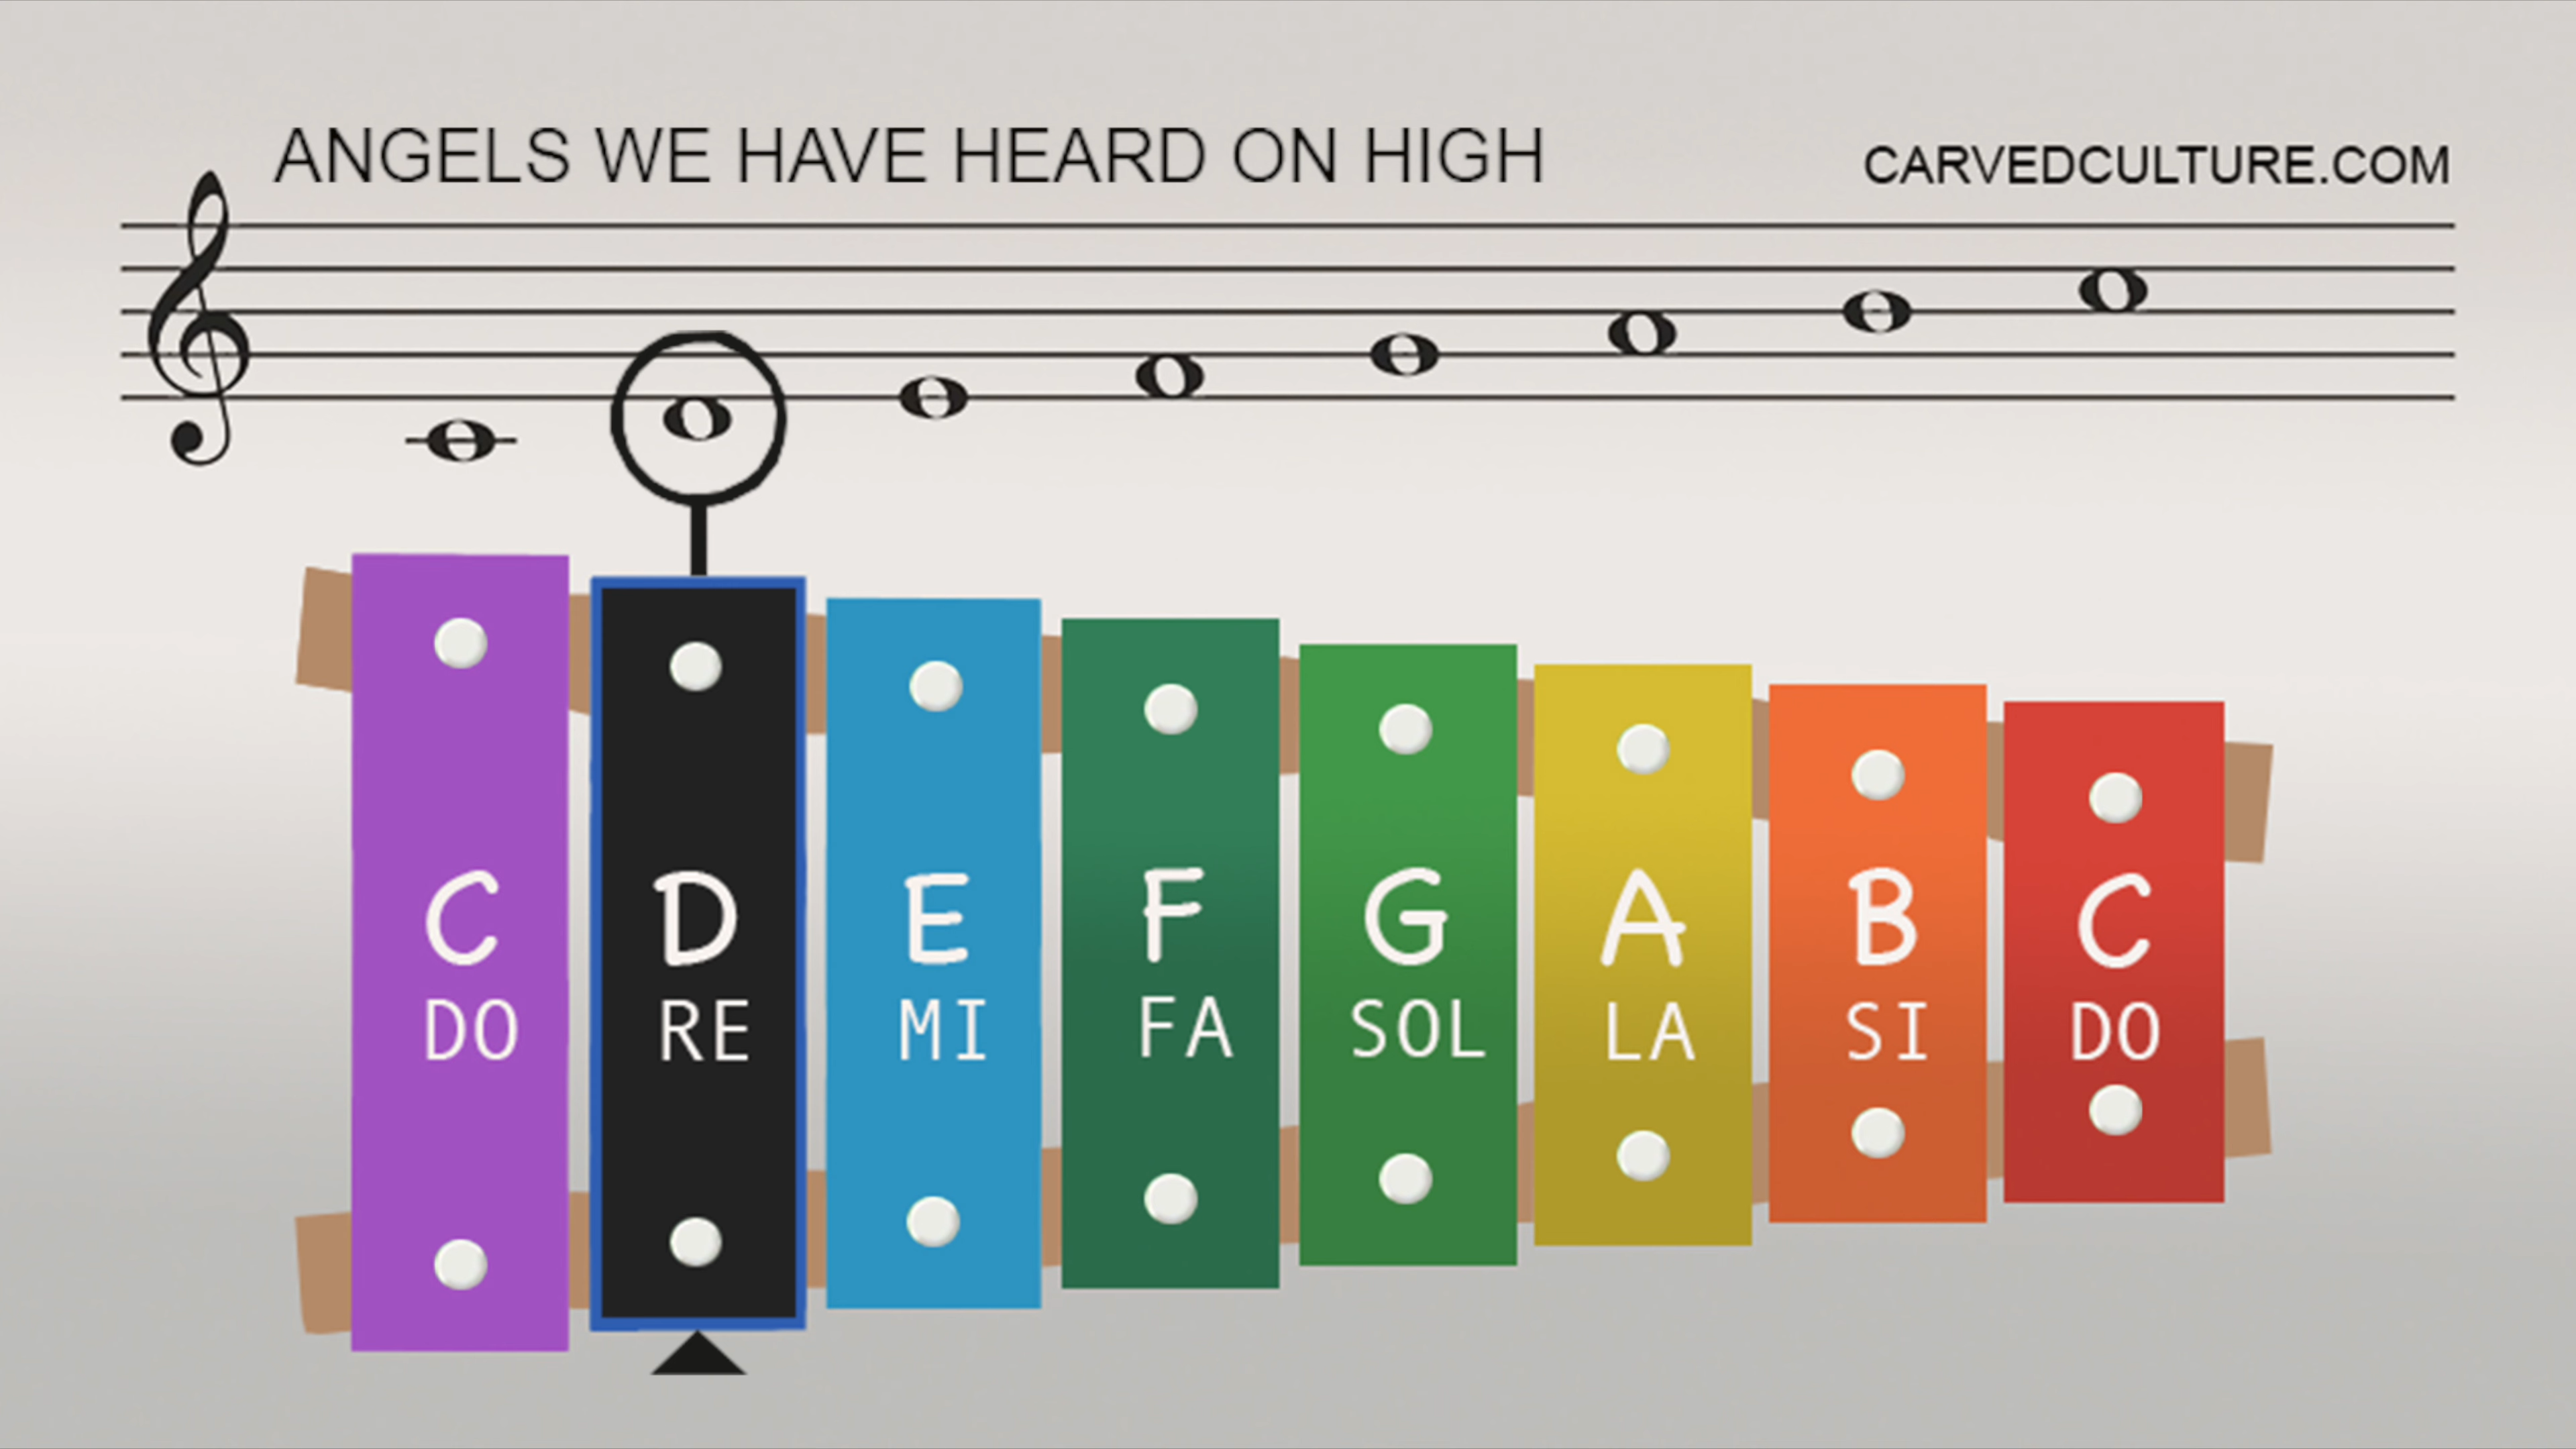 ANGELS WE HAVE HEARD ON HIGH
CARVEDCULTURE.COM
C D E F G A B C
DO RE MI FA SOL LA SI DO